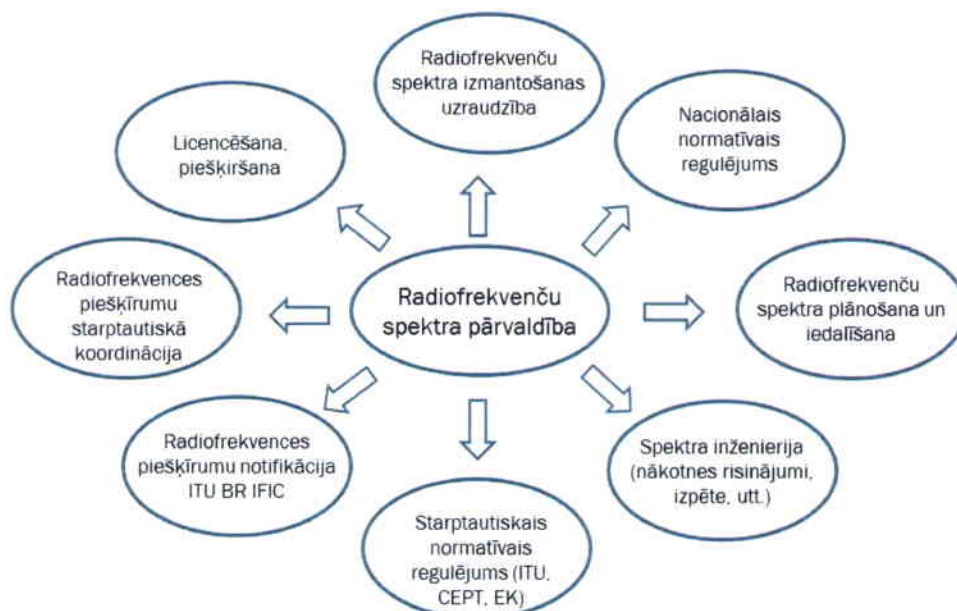 Radiofrekvenču
spektra izmantošanas
uzraudzība
Nacionālais
normatīvais
regulējums
Licencēšana,
piešķiršana
Radiofrekvences
piešķīrumu
starptautiskā
koordinācija
Radiofrekvenču
spektra pārvaldība
Radiofrekvenču
spektra plānošana un
iedalīšana
Radiofrekvences
piešķīrumu notifikācija
ITU BR IFIC
Spektra inženierija
(nākotnes risinājumi,
izpēte, utt.)
Starptautiskais
normatīvais
regulējums (ITU,
CEPT, EK)